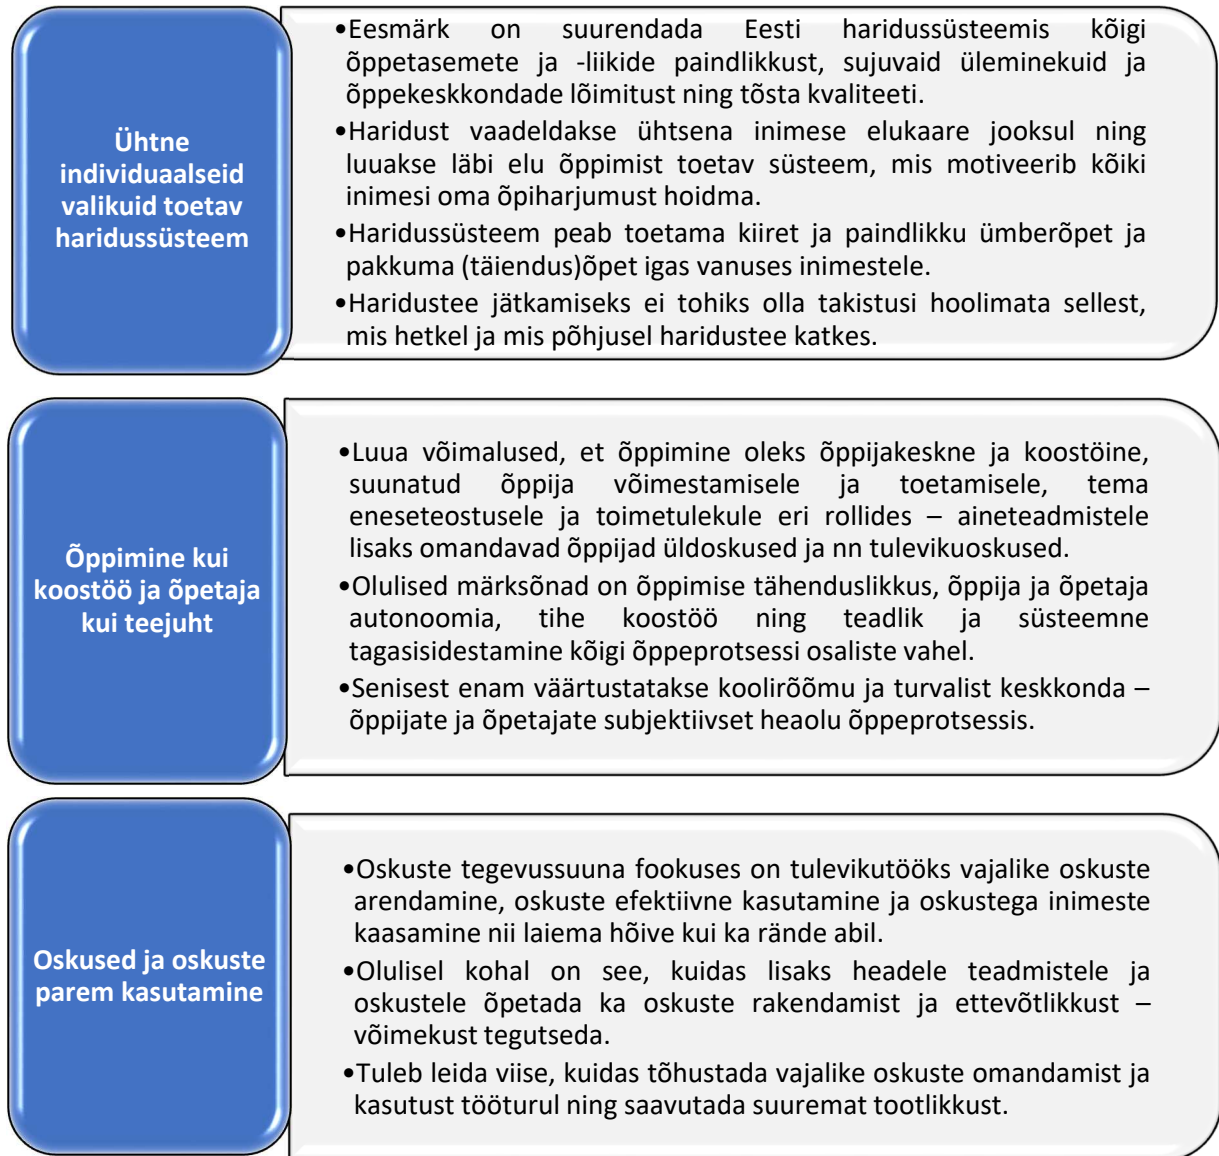 Ühtne
individuaalseid
valikuid toetav
haridussüsteem
•Eesmärk on suurendada Eesti haridussüsteemis kõigi
õppetasemete ja -liikide paindlikkust, sujuvaid üleminekuid ja
õppekeskkondade lõimitust ning tõsta kvaliteeti.
•Haridust vaadeldakse ühtsena inimese elukaare jooksul ning
luuakse läbi elu õppimist toetav süsteem, mis motiveerib kõiki
inimesi oma õpiharjumust hoidma.
•Haridussüsteem peab toetama kiiret ja paindlikku ümberõpet ja
pakkuma (täiendus)õpet igas vanuses inimestele.
•Haridustee jätkamiseks ei tohiks olla takistusi hoolimata sellest,
mis hetkel ja mis põhjusel haridustee katkes.
Õppimine kui
koostöö ja õpetaja
kui teejuht
•Luua võimalused, et õppimine oleks õppijakeskne ja koostöine,
suunatud õppija võimestamisele ja toetamisele, tema
eneseteostusele ja toimetulekule eri rollides – aineteadmistele
lisaks omandavad õppijad üldoskused ja nn tulevikuoskused.
•Olulised märksõnad on õppimise tähenduslikkus, õppija ja õpetaja
autonoomia, tihe koostöö ning teadlik ja süsteemne
tagasisidestamine kõigi õppeprotsessi osaliste vahel.
•Senisest enam väärtustatakse koolirõõmu ja turvalist keskkonda –
õppijate ja õpetajate subjektiivset heaolu õppeprotsessis.
Oskused ja oskuste
parem kasutamine
•Oskuste tegevussuuna fookuses on tulevikutööks vajalike oskuste
arendamine, oskuste efektiivne kasutamine ja oskustega inimeste
kaasamine nii laiema hõive kui ka rände abil.
•Olulisel kohal on see, kuidas lisaks headele teadmistele ja
oskustele õpetada ka oskuste rakendamist ja ettevõtlikkust –
võimekust tegutseda.
•Tuleb leida viise, kuidas tõhustada vajalike oskuste omandamist ja
kasutust tööturul ning saavutada suuremat tootlikkust.